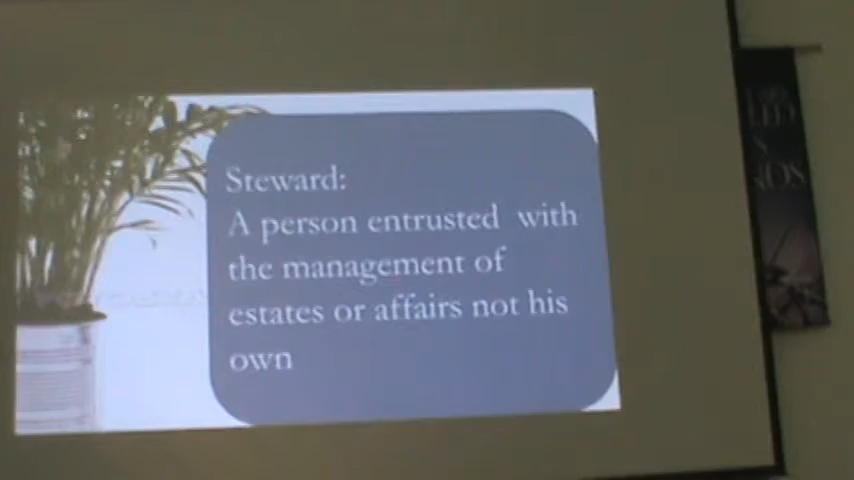 Steward:
A person entrusted with
the management of
estates or affairs not his
own